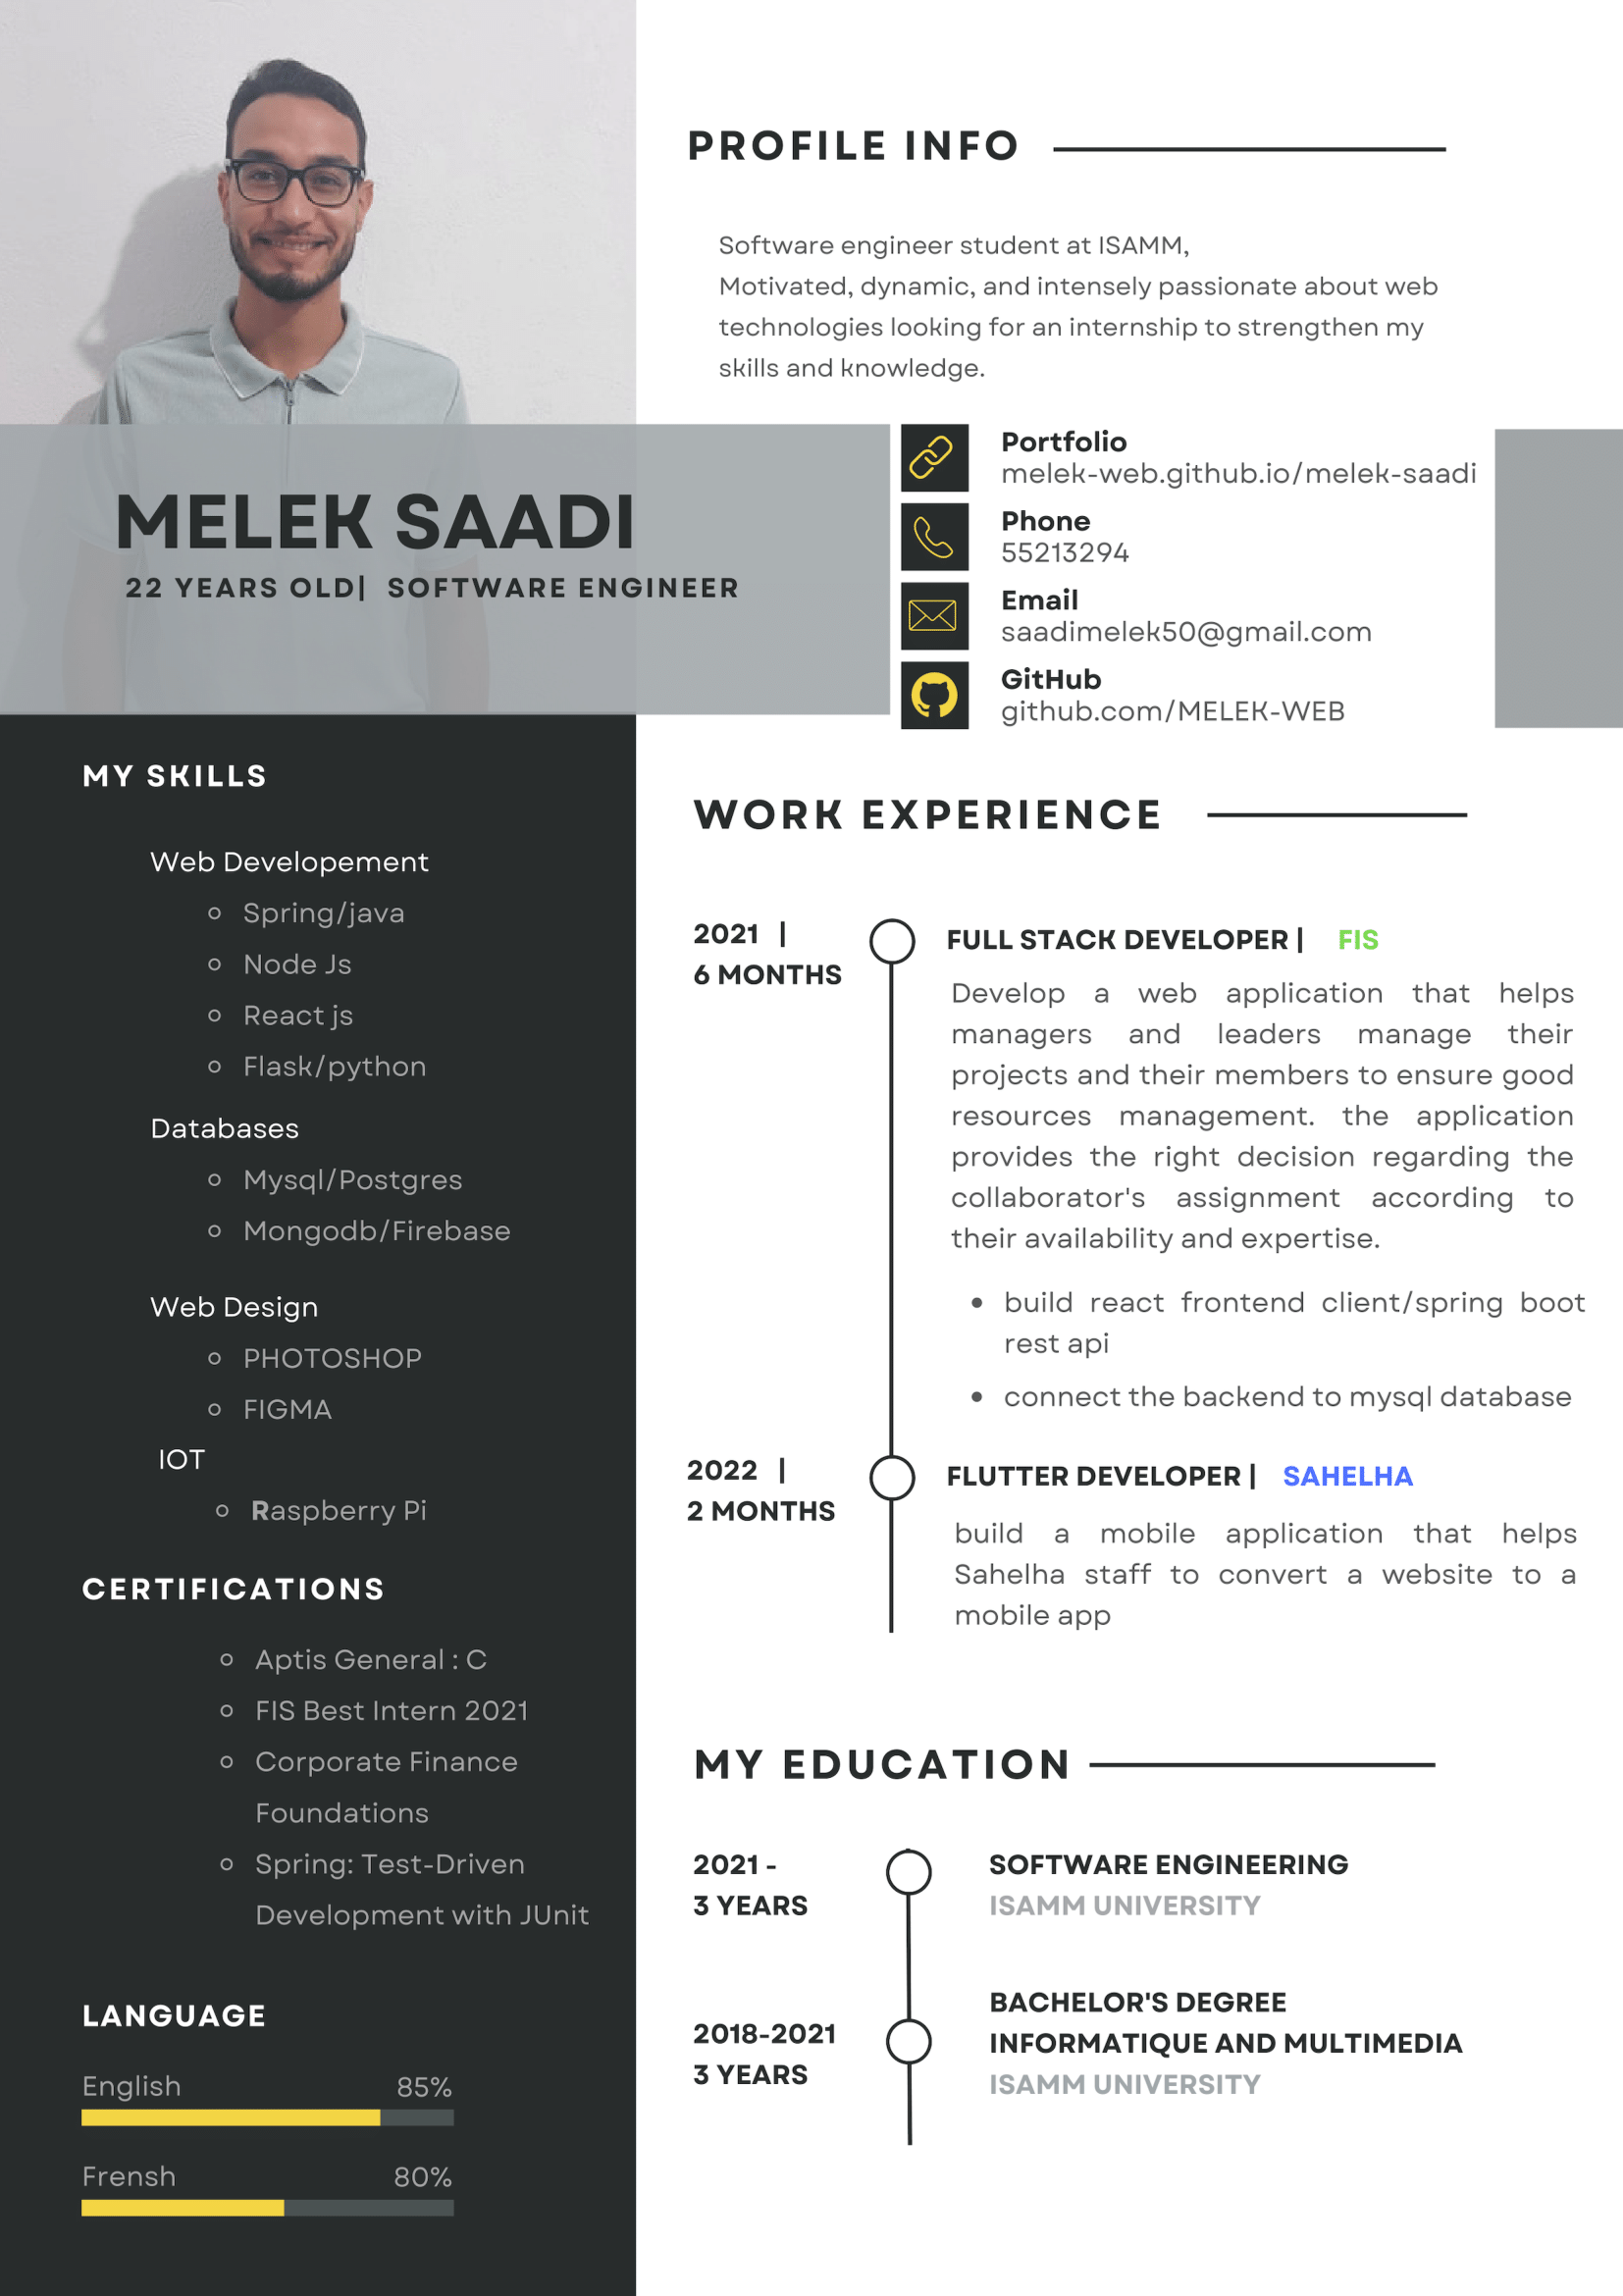 PROFILE INFO
Software engineer student at ISAMM,
Motivated, dynamic, and intensely passionate about web
technologies looking for an internship to strengthen my
skills and knowledge.
MELEK SAADI
22 YEARS OLD| SOFTWARE ENGINEER
Portfolio
melek-web.github.io/melek-saadi
Phone
55213294
Email
saadimelek50@gmail.com
GitHub
github.com/MELEK-WEB
MY SKILLS
Web Developement
Spring/java
Node Js
React js
Flask/python
Databases
Mysql/Postgres
Mongodb/Firebase
Web Design
PHOTOSHOP
FIGMA
IOT
Raspberry Pi
CERTIFICATIONS
Aptis General : C
FIS Best Intern 2021
Corporate Finance
Foundations
Spring: Test-Driven
Development with JUnit
LANGUAGE
English 85%
Frensh 80%
WORK EXPERIENCE
2021 |
6 MONTHS
FULL STACK DEVELOPER | FIS
Develop a web application that helps
managers and leaders manage their
projects and their members to ensure good
resources management. the application
provides the right decision regarding the
collaborator's assignment according to
their availability and expertise.
• build react frontend client/spring boot
rest api
• connect the backend to mysql database
2022 |
2 MONTHS
FLUTTER DEVELOPER | SAHELHA
build a mobile application that helps
Sahelha staff to convert a website to a
mobile app
MY EDUCATION
2021 -
3 YEARS
SOFTWARE ENGINEERING
ISAMM UNIVERSITY
2018-2021
3 YEARS
BACHELOR'S DEGREE
INFORMATIQUE AND MULTIMEDIA
ISAMM UNIVERSITY